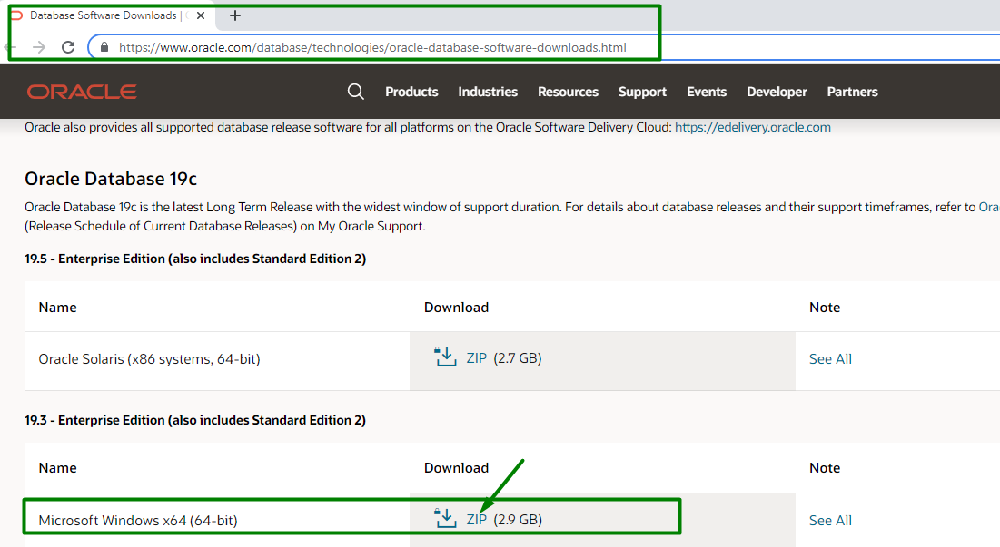 Database Software Downloads |
https://www.oracle.com/database/technologies/oracle-database-software-downloads.html
ORACLE Products Industries Resources Support Events Developer Partners
Oracle also provides all supported database release software for all platforms on the Oracle Software Delivery Cloud: https://edelivery.oracle.com
Oracle Database 19c
Oracle Database 19c is the latest Long Term Release with the widest window of support duration. For details about database releases and their support timeframes, refer to
(Release Schedule of Current Database Releases) on My Oracle Support.
19.5 - Enterprise Edition (also includes Standard Edition 2)
Name Download Note
Oracle Solaris (x86 systems, 64-bit) ZIP (2.7 GB) See All
19.3 - Enterprise Edition (also includes Standard Edition 2)
Name Download Note
Microsoft Windows x64 (64-bit) ZIP (2.9 GB) See All